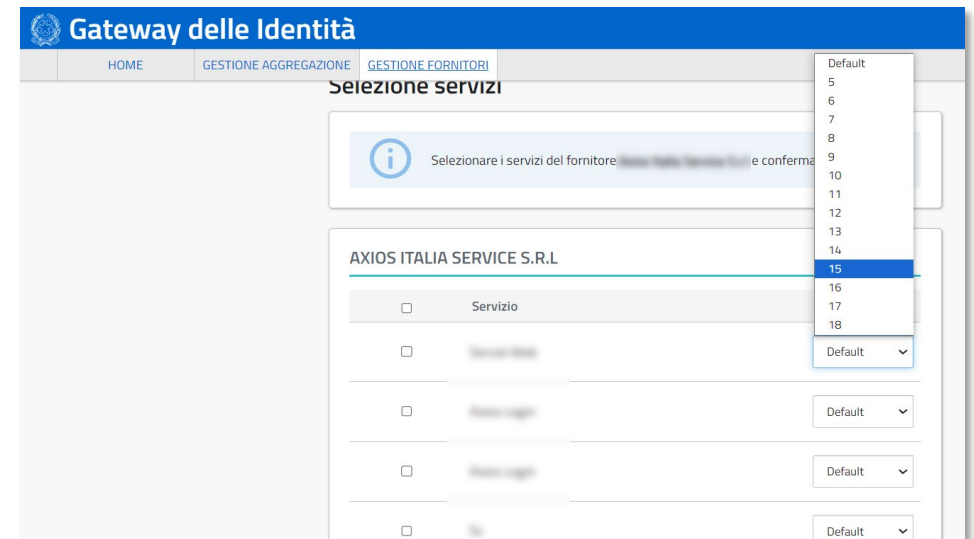 Gateway delle Identità
HOME GESTIONE AGGREGAZIONE GESTIONE FORNITORI
Selezione servizi
Selezionare i servizi del fornitore e conferma
Default
5
6
7
8
9
10
11
12
13
14
15
16
17
18
AXIOS ITALIA SERVICE S.R.L
Servizio
Default
Default
Default
Default